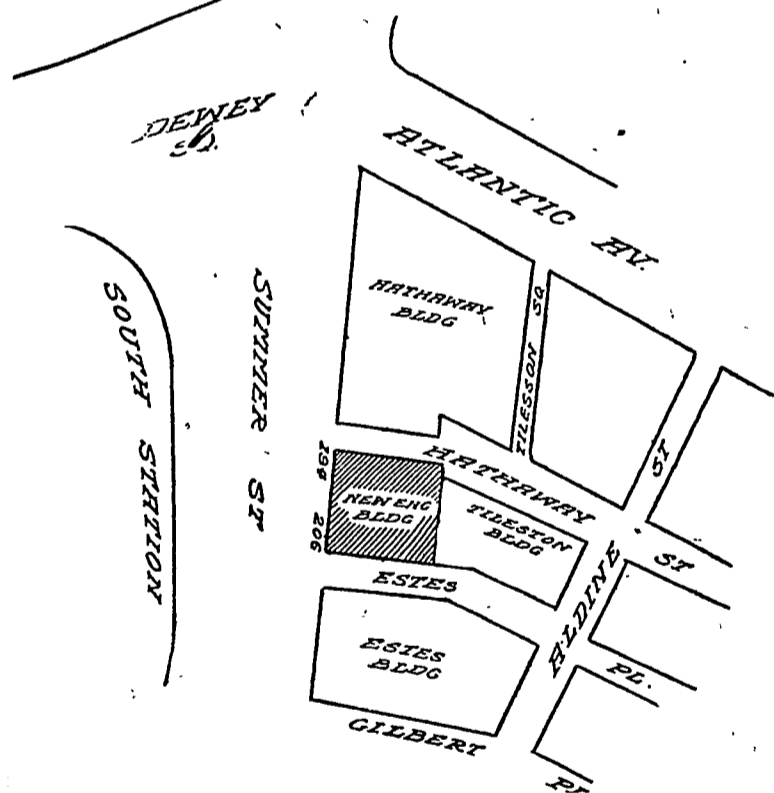 DEWEY
SQ.
ATLANTIC AV.
HATHAWAY
BLDG
TILESSON SQ
SOUTH STATION
SUMMER ST
HATHAWAY ST
NEW ENG
BLDG
206
TILESTON
BLDG
ESTES PL.
ALDINE ST
ESTES
BLDG
GILBERT PL